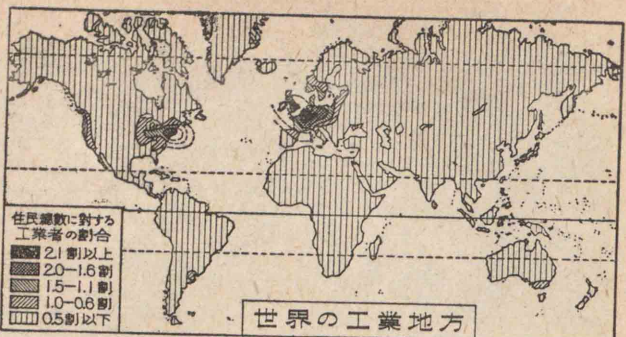 住民總數に對する
工業者の割合
2.1割以上
2.0-1.6割
1.5-1.1割
1.0-0.6割
0.5割以下
世界の工業地方